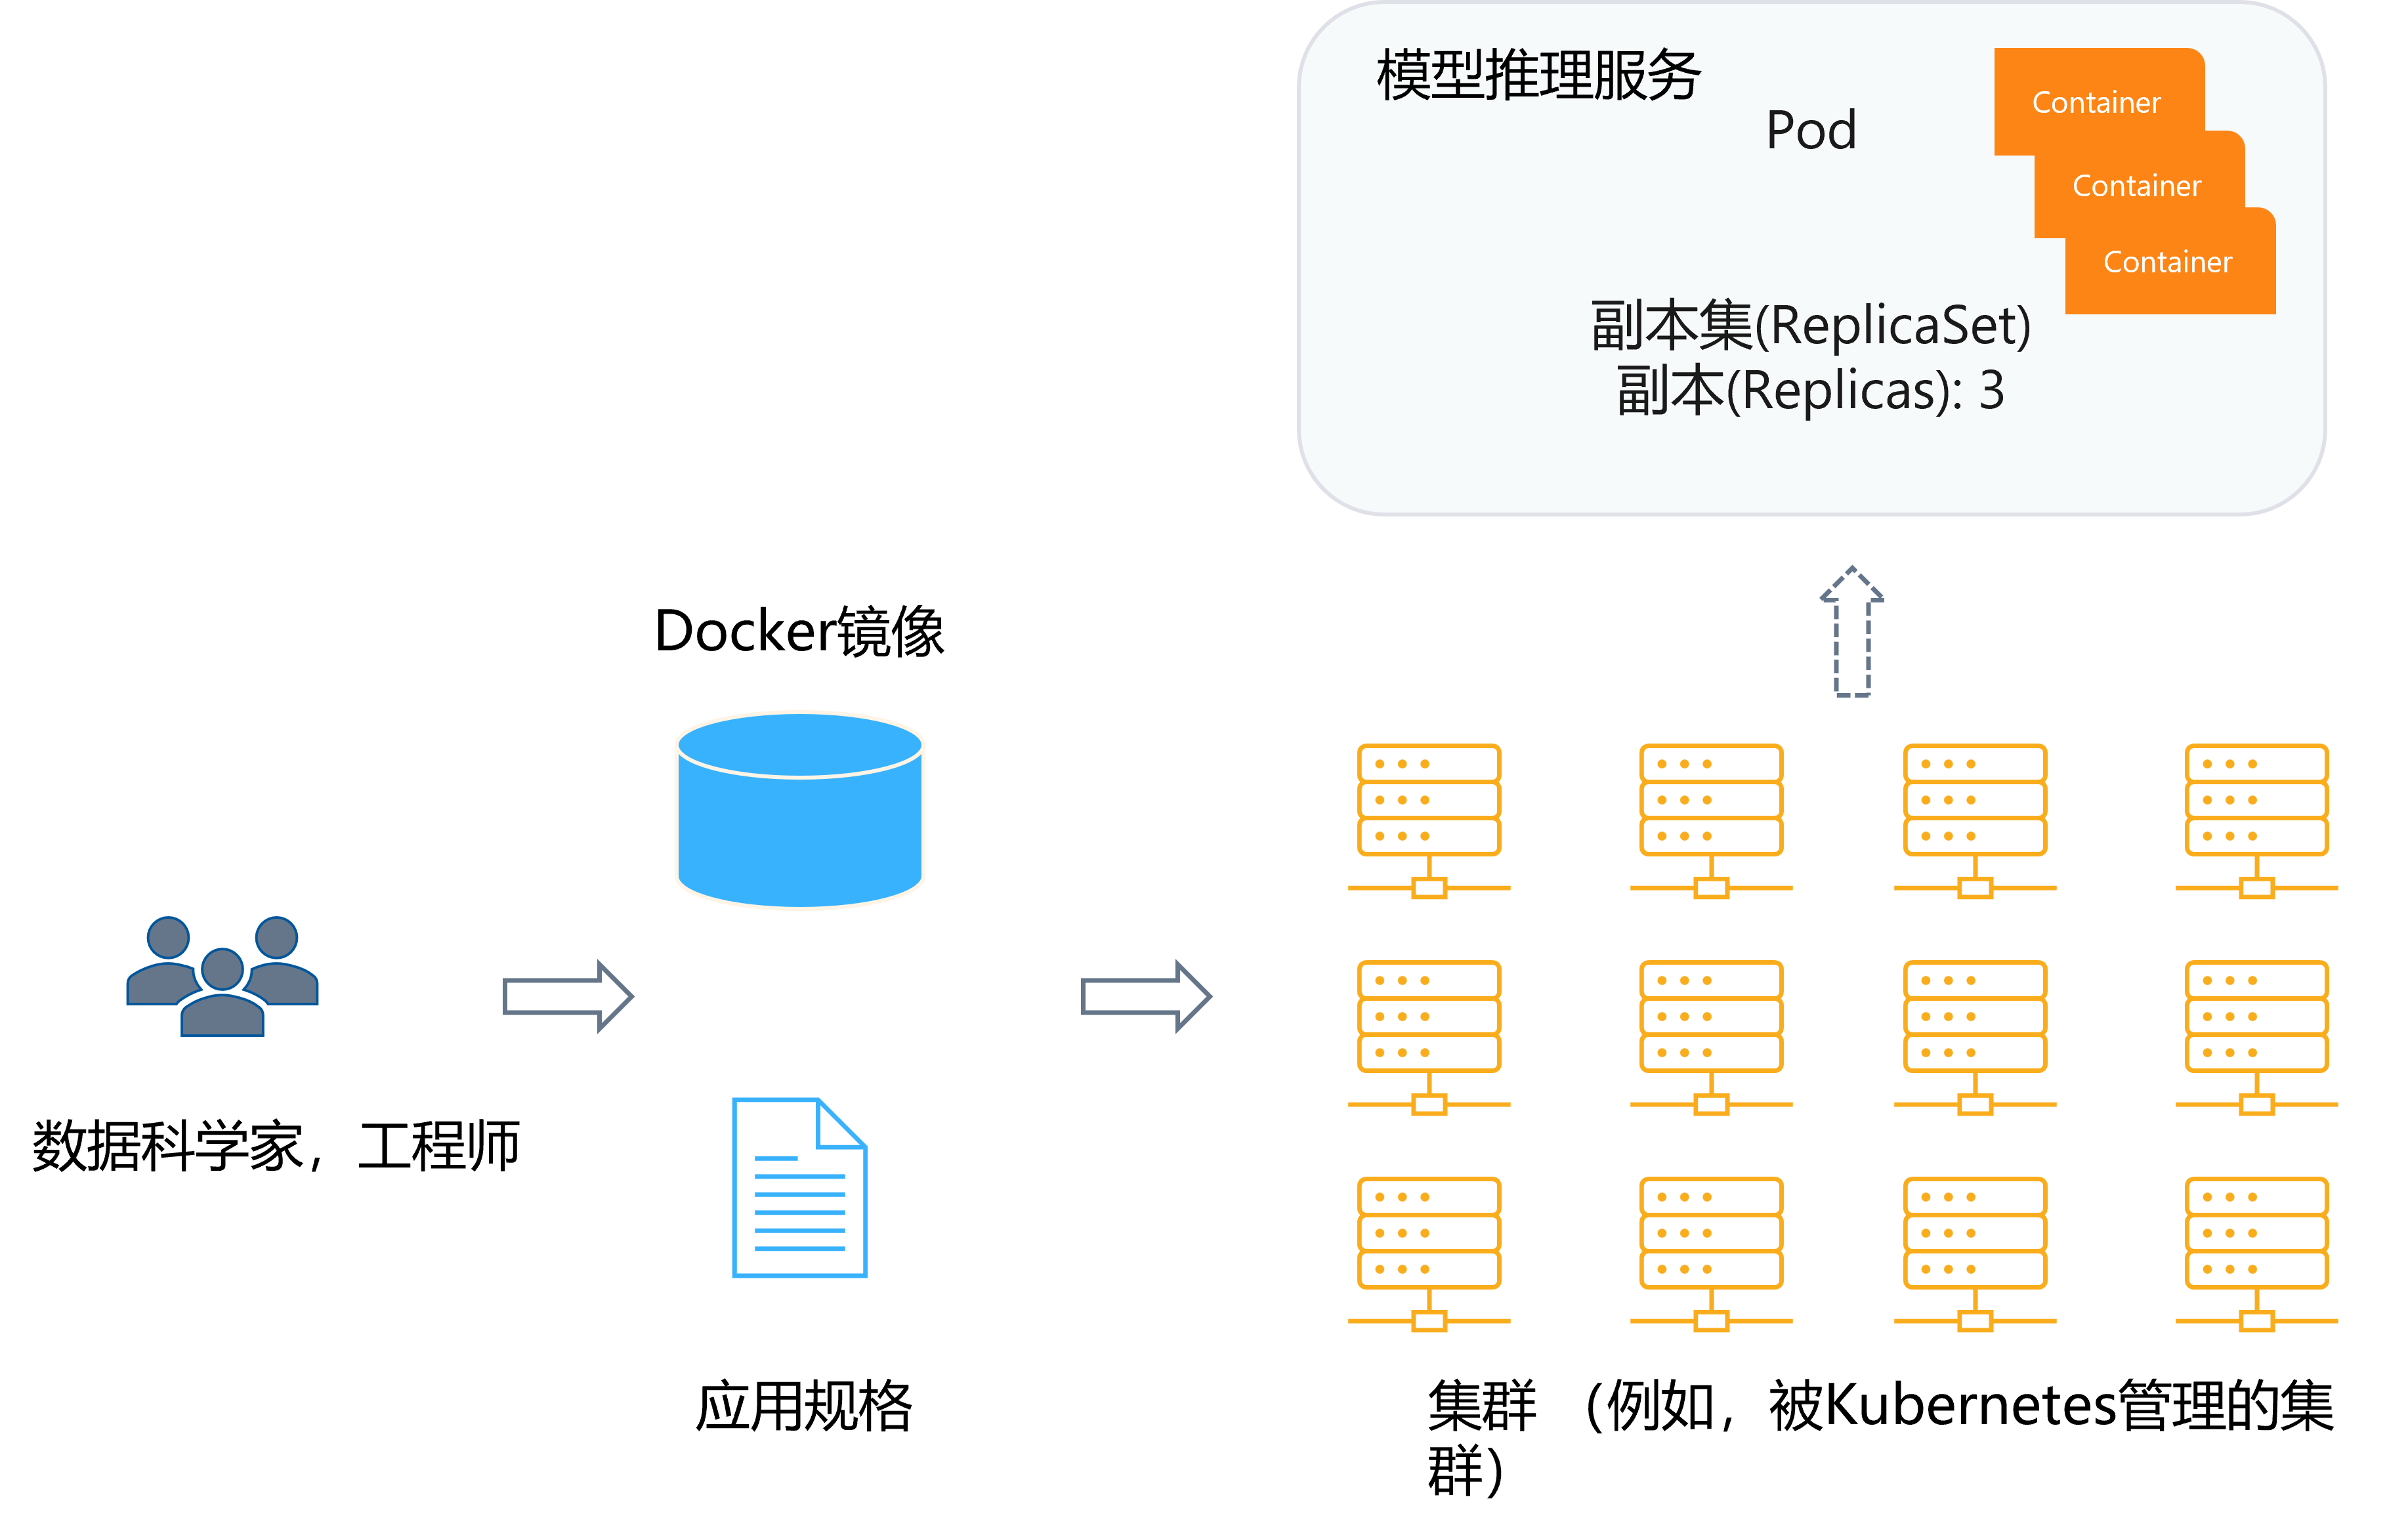 模型推理服务
Pod
Container
Container
Container
副本集(ReplicaSet)
副本(Replicas): 3
Docker镜像
数据科学家，工程师
应用规格
集群（例如，被Kubernetes管理的集
群）